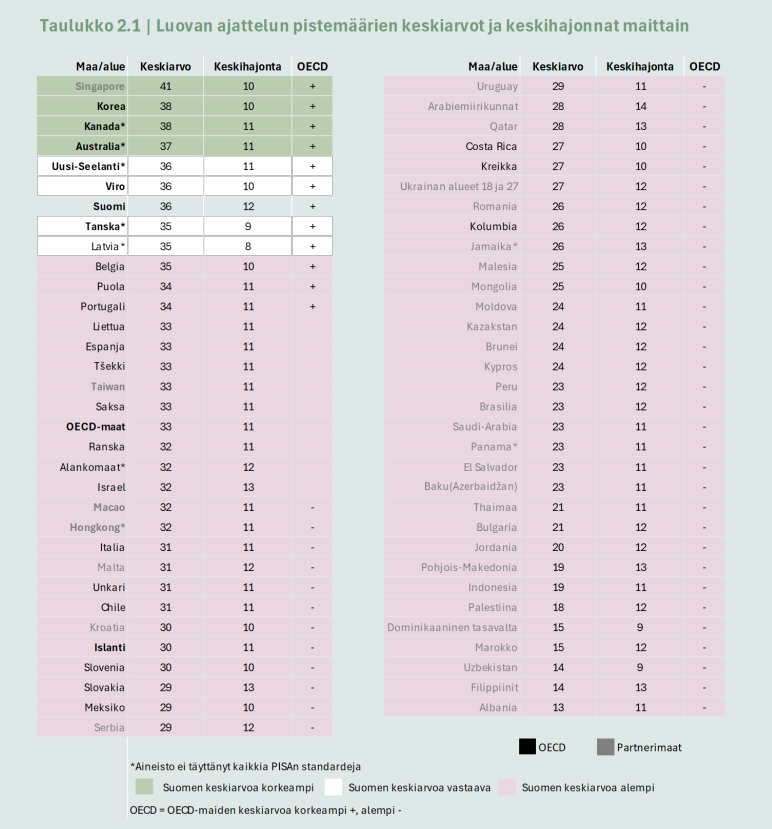 Taulukko 2.1 | Luovan ajattelun pistemäärien keskiarvot ja keskihajonnat maittain
Maa/alue Keskiarvo Keskihajonta OECD
Singapore 41 10 +
Korea 38 10 +
Kanada* 38 11 +
Australia* 37 11 +
Uusi-Seelanti* 36 11 +
Viro 36 10 +
Suomi 36 12 +
Tanska* 35 9 +
Latvia* 35 8 +
Belgia 35 10 +
Puola 34 11 +
Portugali 34 11 +
Liettua 33 11
Espanja 33 11
Tšekki 33 11
Taiwan 33 11
Saksa 33 11
OECD-maat 33 11
Ranska 32 11
Alankomaat* 32 12
Israel 32 13
Macao 32 11 -
Hongkong* 32 11 -
Italia 31 11 -
Malta 31 12 -
Unkari 31 11 -
Chile 31 11 -
Kroatia 30 10 -
Islanti 30 11 -
Slovenia 30 10 -
Slovakia 29 13 -
Meksiko 29 10 -
Serbia 29 12 -
Maa/alue Keskiarvo Keskihajonta OECD
Uruguay 29 11 -
Arabiemiirikunnat 28 14 -
Qatar 28 13 -
Costa Rica 27 10 -
Kreikka 27 10 -
Ukrainan alueet 18 ja 27 27 12 -
Romania 26 12 -
Kolumbia 26 12 -
Jamaika* 26 13 -
Malesia 25 12 -
Mongolia 25 10 -
Moldova 24 11 -
Kazakstan 24 12 -
Brunei 24 12 -
Kypros 24 12 -
Peru 23 12 -
Brasilia 23 12 -
Saudi-Arabia 23 11 -
Panama* 23 11 -
El Salvador 23 11 -
Baku(Azerbaidžan) 23 11 -
Thaimaa 21 11 -
Bulgaria 21 12 -
Jordania 20 12 -
Pohjois-Makedonia 19 13 -
Indonesia 19 11 -
Palestiina 18 12 -
Dominikaaninen tasavalta 15 9 -
Marokko 15 12 -
Uzbekistan 14 9 -
Filippiinit 14 13 -
Albania 13 11 -
OECD Partnerimaat
*Aineisto ei täyttänyt kaikkia PISAn standardeja
Suomen keskiarvoa korkeampi Suomen keskiarvoa vastaava Suomen keskiarvoa alempi
OECD = OECD-maiden keskiarvoa korkeampi +, alempi -